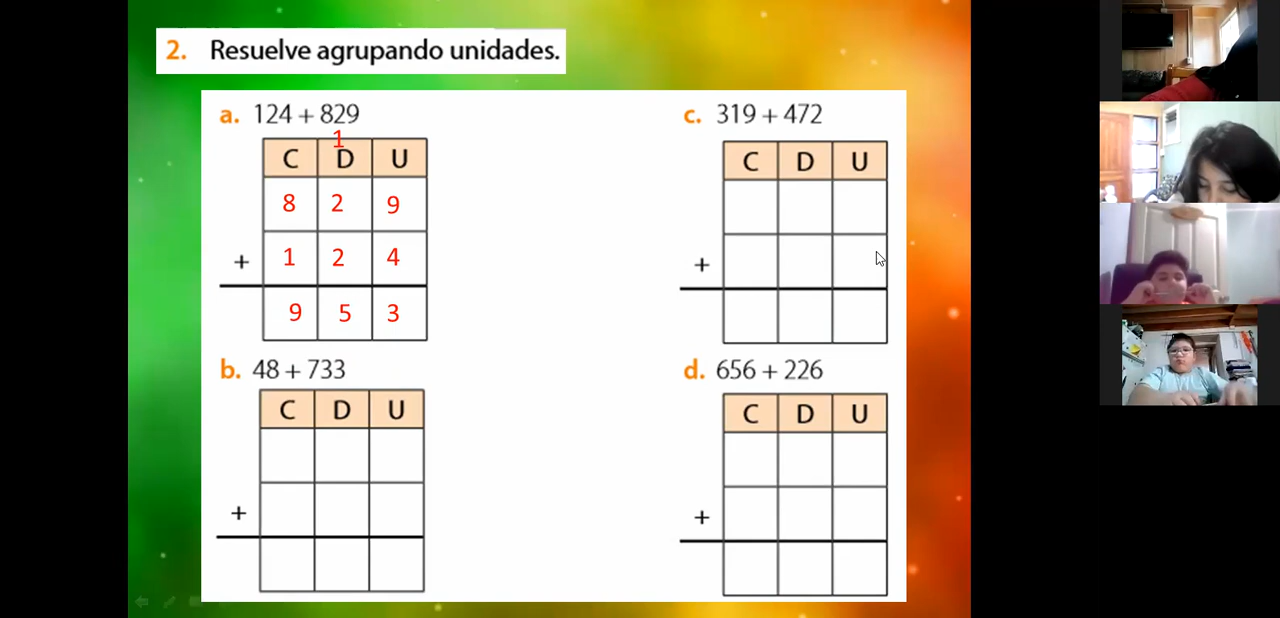 2. Resuelve agrupando unidades.
a. 124 + 829
1
C D U
8 2 9
+ 1 2 4
9 5 3
b. 48 + 733
C D U
+
c. 319 + 472
C D U
+
d. 656 + 226
C D U
+